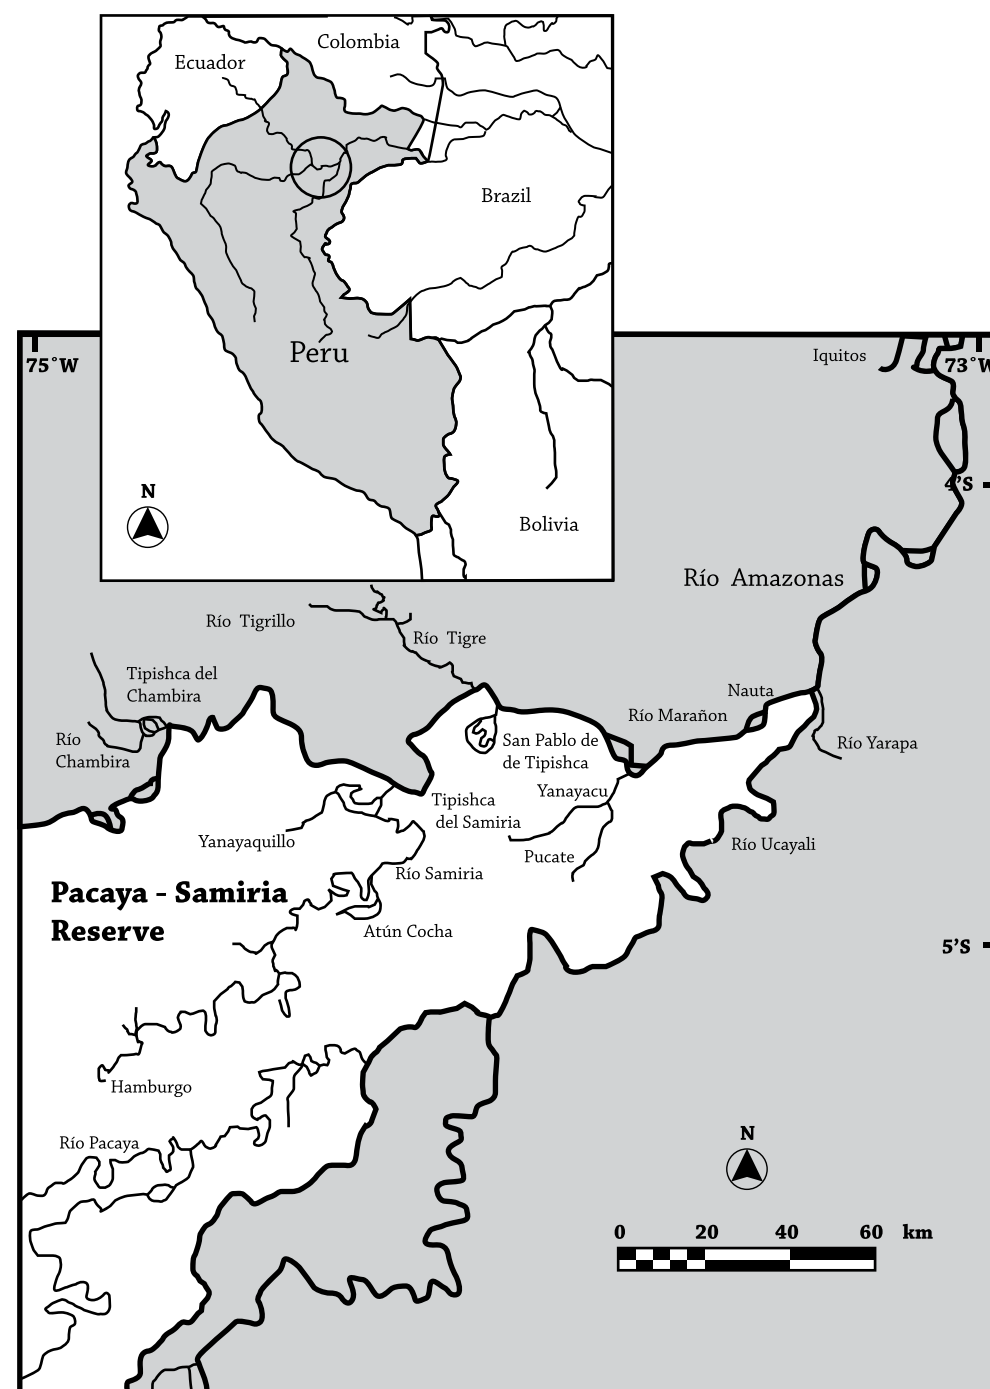 Colombia
Ecuador
Brazil
Peru
Bolivia
N
75°W
Iquitos
73°W
4’S
Río Amazonas
Río Tigrillo
Río Tigre
Tipishca del
Chambira
Nauta
Río Marañon
Río
Chambira
San Pablo de
de Tipishca
Río Yarapa
Yanayacu
Tipishca
del Samiria
Yanayaquillo
Pucate
Río Ucayali
Río Samiria
Pacaya - Samiria
Reserve
Atún Cocha
5’S
Hamburgo
Río Pacaya
N
0 20 40 60 km